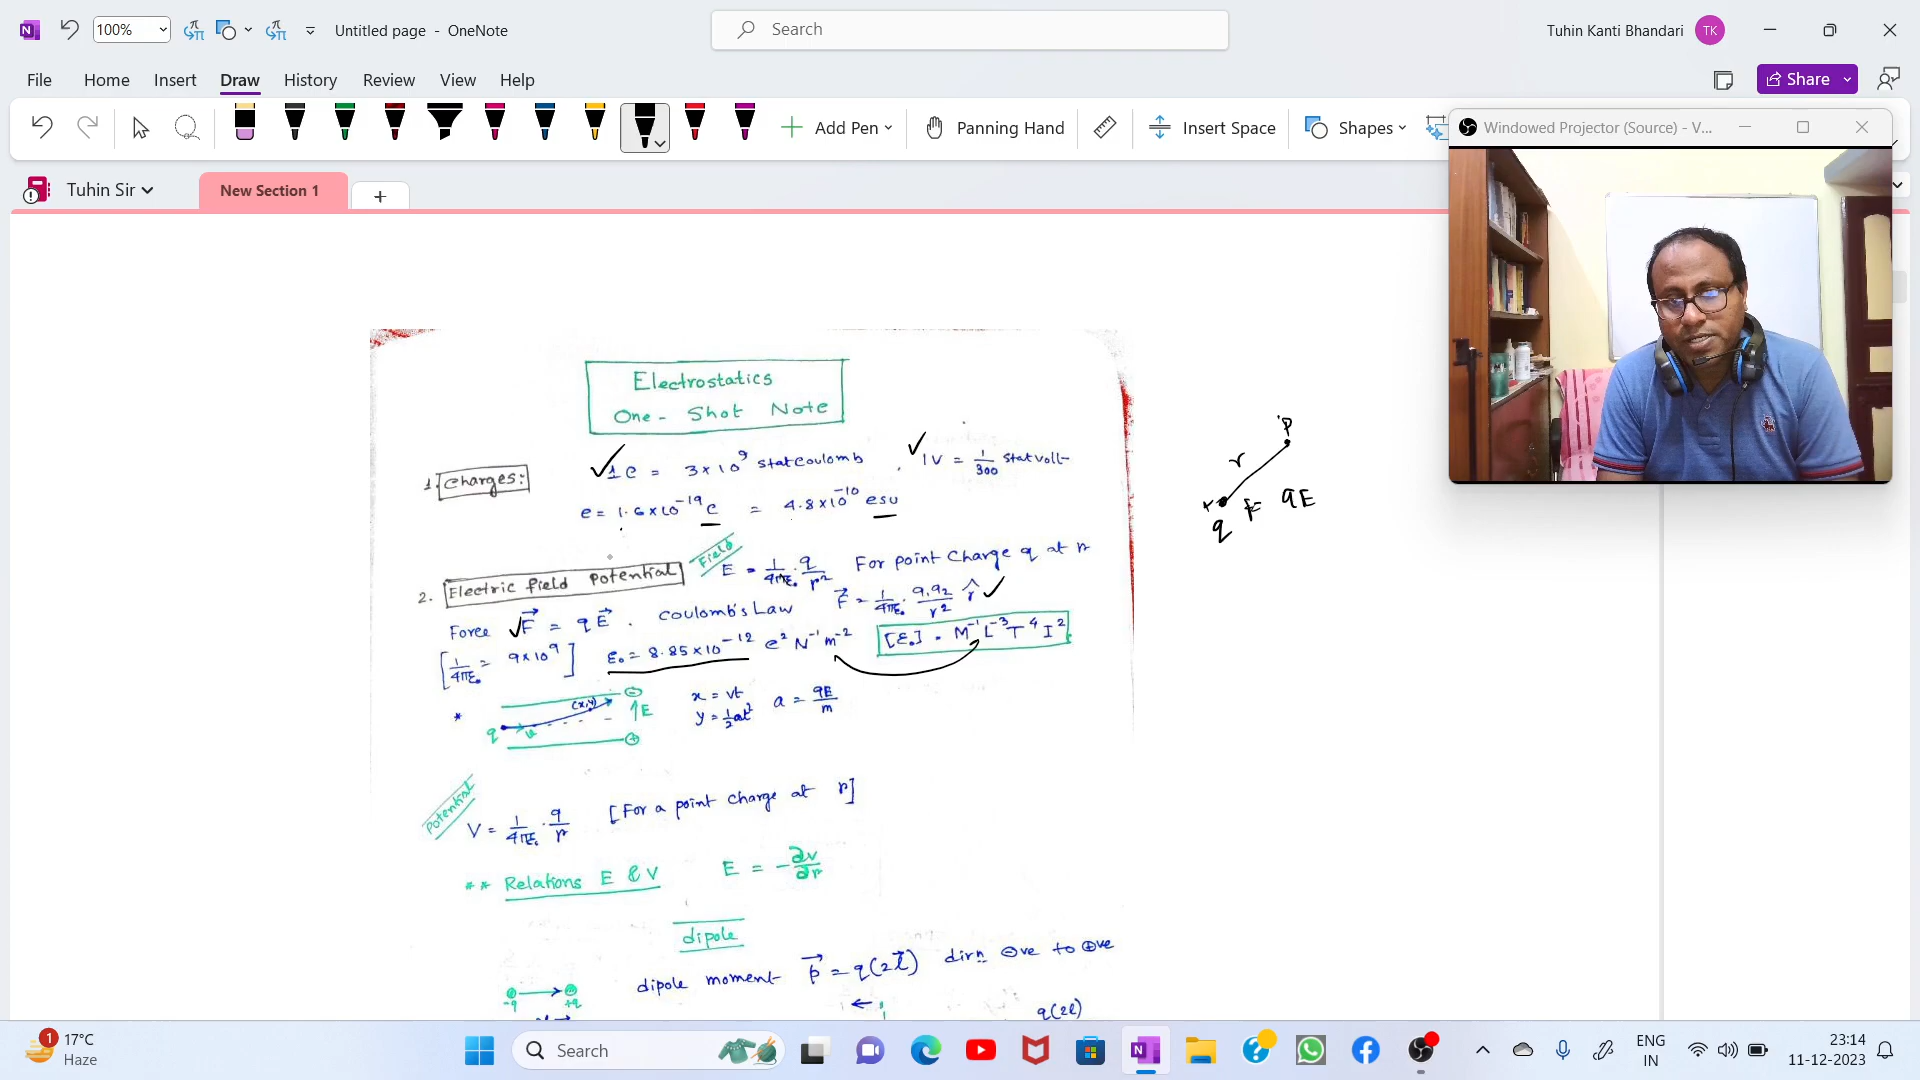 100%
Untitled page - OneNote
Search
Tuhin Kanti Bhandari
TK
File Home Insert Draw History Review View Help
Share
Add Pen
Panning Hand
Insert Space
Shapes
Windowed Projector (Source) - V...
Tuhin Sir
New Section 1
Electrostatics
One - Shot Note
1. Charges:
1C = 3×10⁹ statcoulomb , 1V = 1/300 statvolt
e = 1.6×10⁻¹⁹ C = 4.8×10⁻¹⁰ esu
P
r
q
F = qE
2. Electric field Potential
Field
E = 1/4πε₀ . q/r² For point Charge q at r
Force F⃗ = qE⃗ . Coulomb's Law F⃗ = 1/4πε₀ . q₁q₂/r² r̂
[1/4πε₀ = 9×10⁹] ε₀ = 8.85×10⁻¹² c² N⁻¹ m⁻² [ε₀] = M⁻¹ L⁻³ T⁴ I²
* q v (x,y) E
x = vt
y = ½at²
a = qE/m
Potential
V = 1/4πε₀ . q/r [For a point charge at r]
** Relations E & V E = -∂v/∂r
dipole
dipole moment p⃗ = q(2l⃗) dirn ⊖ve to ⊕ve
-q +q
q(2l)
1
17°C
Haze
Search
ENG
IN
23:14
11-12-2023